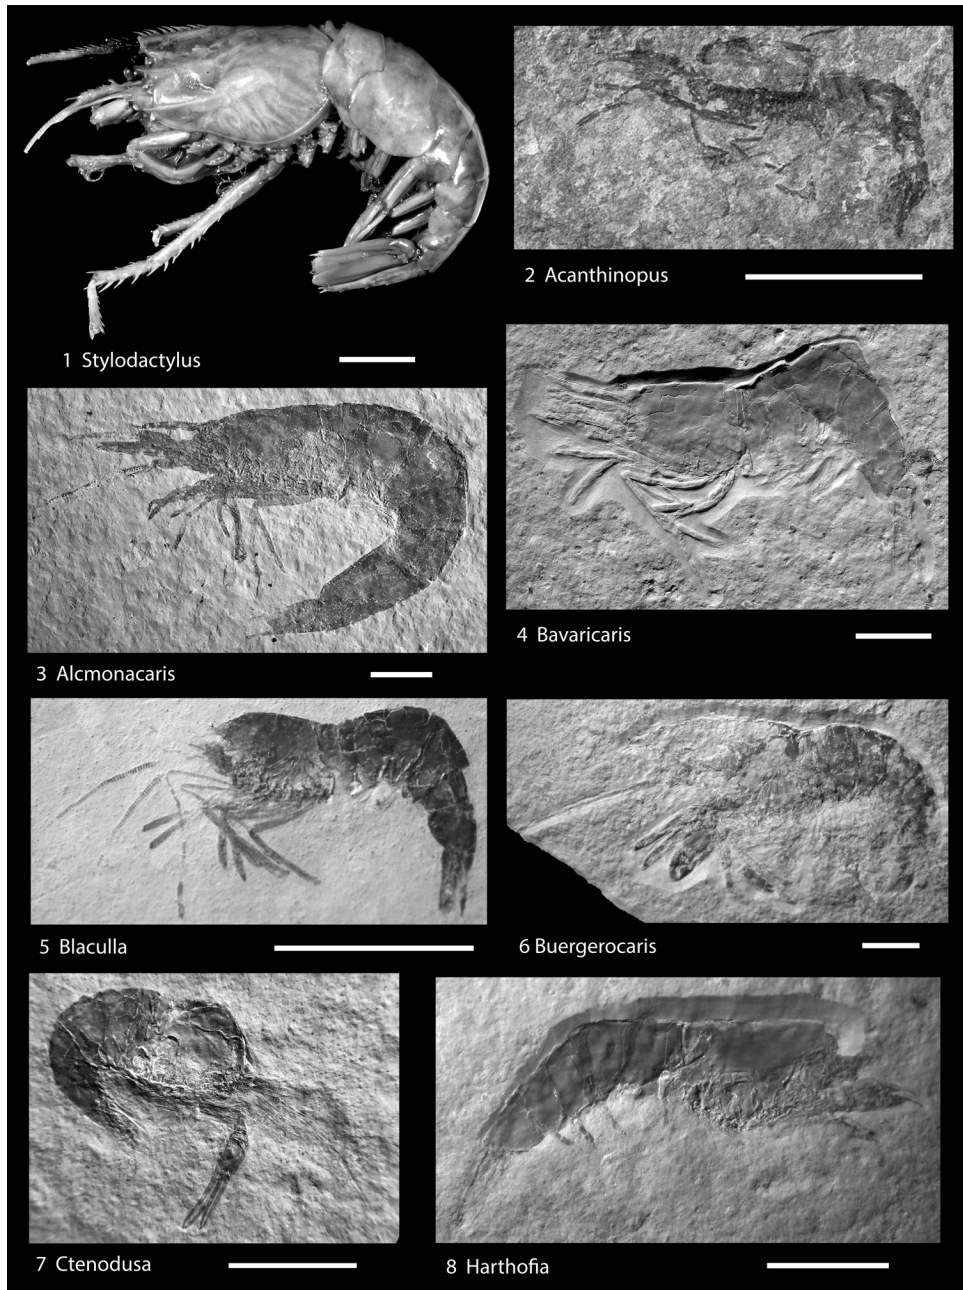 1 Stylodactylus
2 Acanthinopus
3 Alcmonacaris
4 Bavaricaris
5 Blaculla
6 Buergerocaris
7 Ctenodusa
8 Harthofia